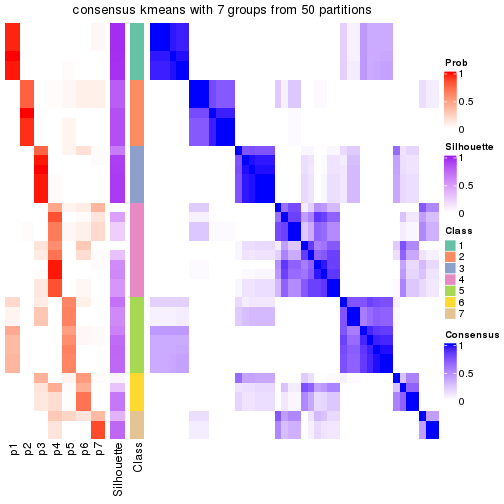 consensus kmeans with 7 groups from 50 partitions
Prob
1
0.5
0
Silhouette
1
0.5
0
Class
1
2
3
4
5
6
7
Consensus
1
0.5
0
p1
p2
p3
p4
p5
p6
p7
Silhouette
Class